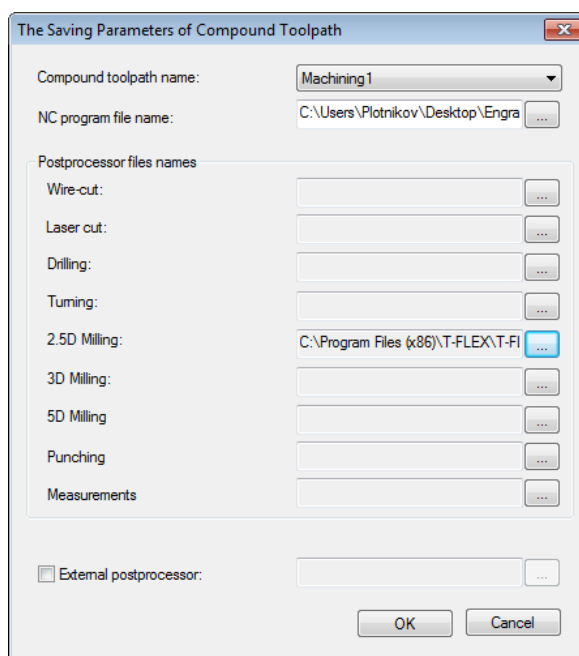 The Saving Parameters of Compound Toolpath
Compound toolpath name: Machining1
NC program file name: C:\Users\Plotnikov\Desktop\Engra ...
Postprocessor files names
Wire-cut: ...
Laser cut: ...
Drilling: ...
Turning: ...
2.5D Milling: C:\Program Files (x86)\T-FLEX\T-Fl ...
3D Milling: ...
5D Milling ...
Punching ...
Measurements ...
External postprocessor: ...
OK Cancel